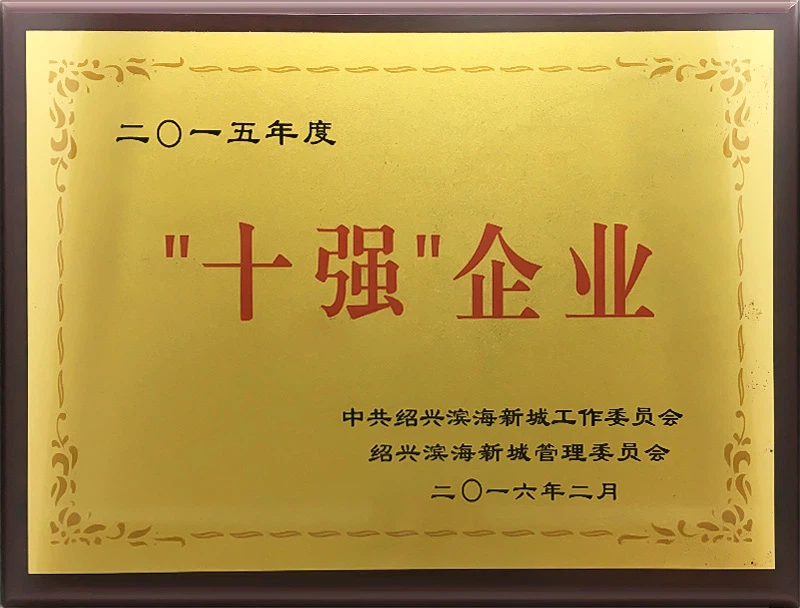 二〇一五年度
"十强"企业
中共绍兴滨海新城工作委员会
绍兴滨海新城管理委员会
二〇一六年二月